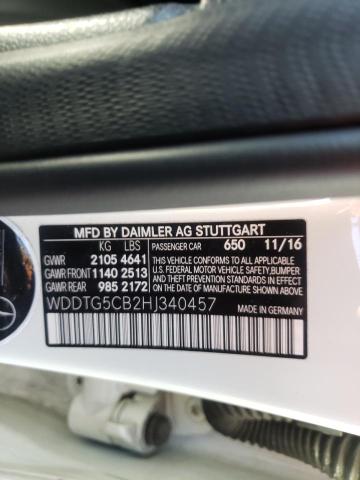 MFD BY DAIMLER AG STUTTGART
KG LBS PASSENGER CAR 650 11/16
GVWR 2105 4641 THIS VEHICLE CONFORMS TO ALL APPLICABLE
GAWR FRONT 1140 2513 U.S. FEDERAL MOTOR VEHICLE SAFETY, BUMPER
GAWR REAR 985 2172 AND THEFT PREVENTION STANDARDS IN EFFECT
ON THE DATE OF MANUFACTURE SHOWN ABOVE.
WDDTG5CB2HJ340457 MADE IN GERMANY